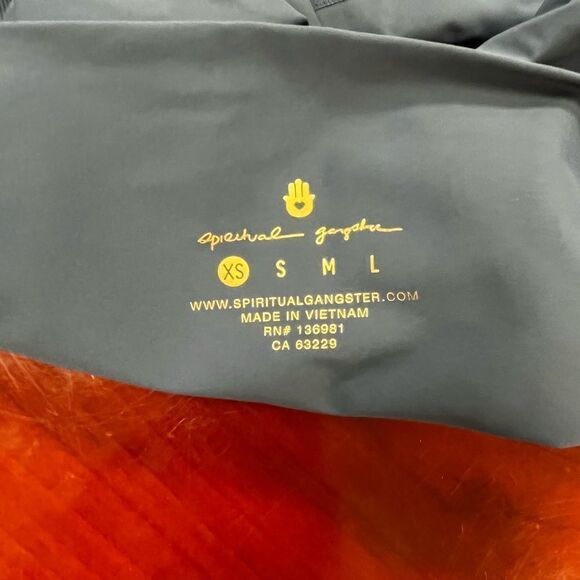 spiritual gangster
XS S M L
WWW.SPIRITUALGANGSTER.COM
MADE IN VIETNAM
RN# 136981
CA 63229